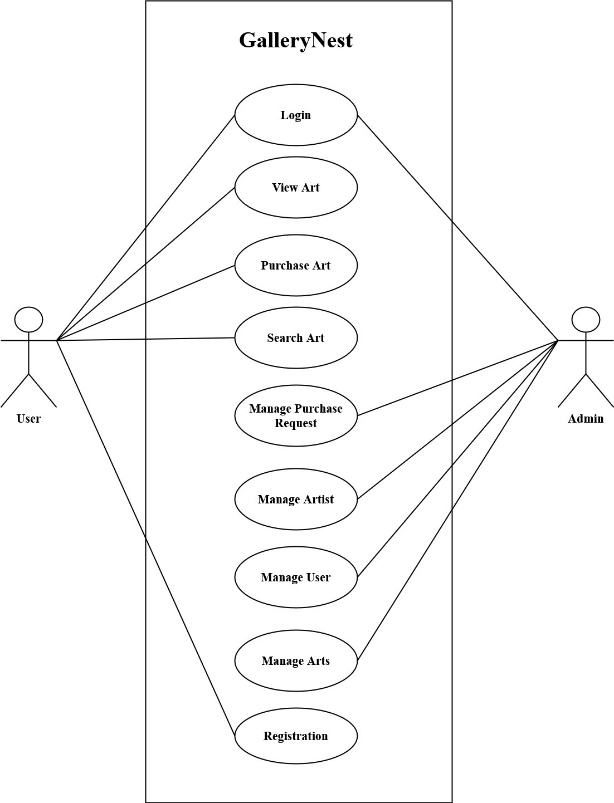 GalleryNest
Login
View Art
Purchase Art
Search Art
Manage Purchase
Request
User
Admin
Manage Artist
Manage User
Manage Arts
Registration